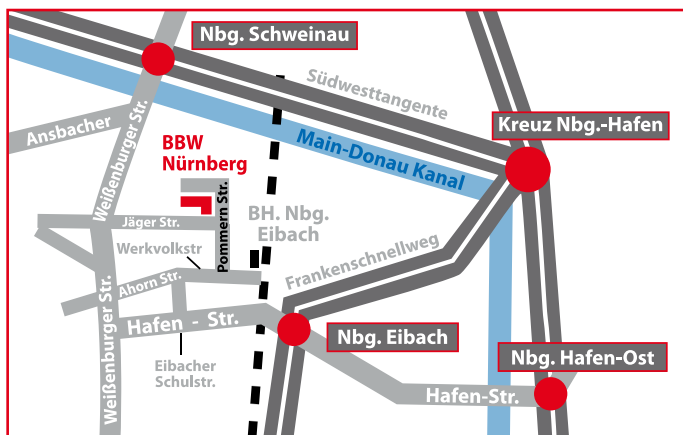 Nbg. Schweinau
Südwesttangente
Kreuz Nbg.-Hafen
Ansbacher
Weißenburger Str.
BBW
Nürnberg
Main-Donau Kanal
Jäger Str.
Pommern Str.
BH. Nbg.
Eibach
Werkvolkstr
Frankenschnellweg
Ahorn Str.
Weißenburger Str.
Hafen - Str.
Nbg. Eibach
Eibacher
Schulstr.
Nbg. Hafen-Ost
Hafen-Str.